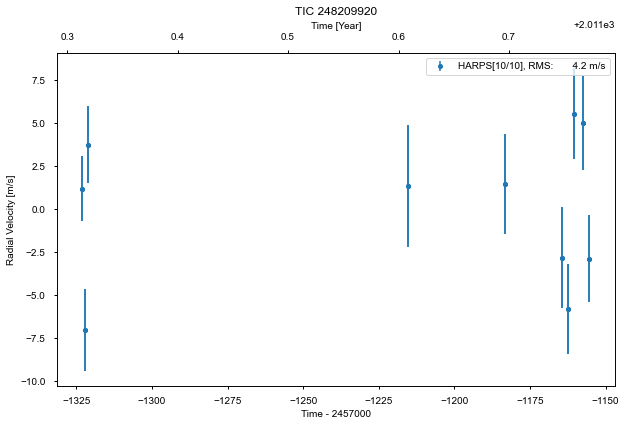 TIC 248209920
Time [Year]
+2.011e3
0.3 0.4 0.5 0.6 0.7
HARPS[10/10], RMS: 4.2 m/s
7.5
5.0
2.5
0.0
−2.5
−5.0
−7.5
−10.0
Radial Velocity [m/s]
−1325 −1300 −1275 −1250 −1225 −1200 −1175 −1150
Time - 2457000